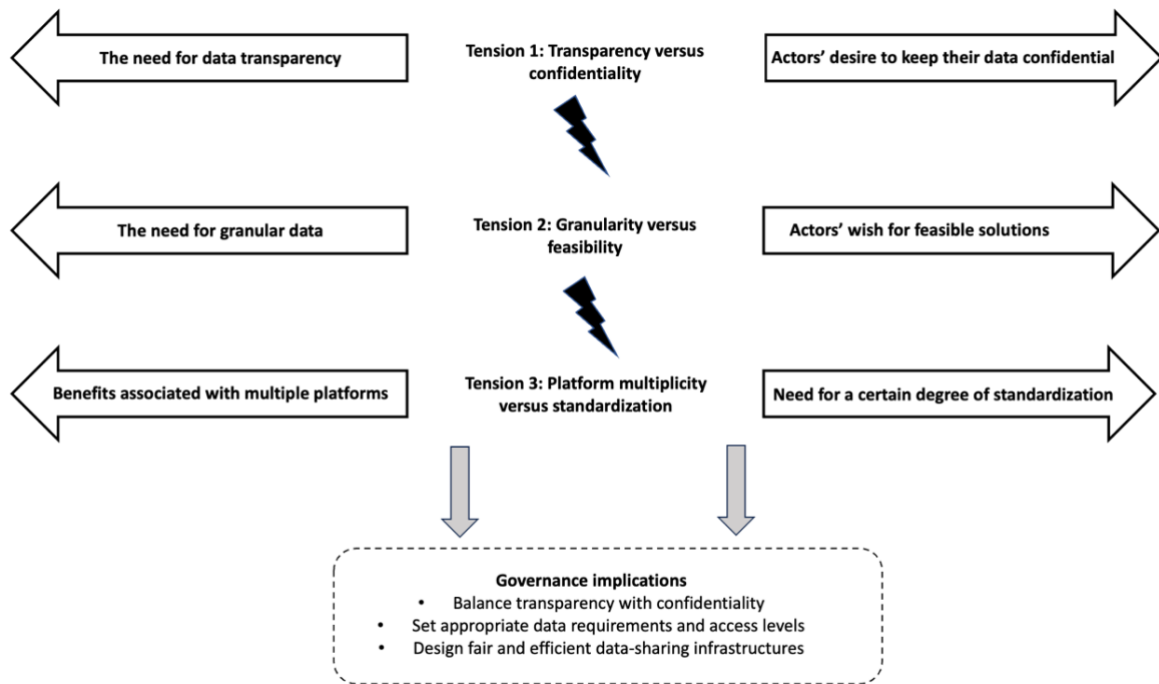 The need for data transparency
Tension 1: Transparency versus
confidentiality
Actors' desire to keep their data confidential
The need for granular data
Tension 2: Granularity versus
feasibility
Actors' wish for feasible solutions
Benefits associated with multiple platforms
Tension 3: Platform multiplicity
versus standardization
Need for a certain degree of standardization
Governance implications
• Balance transparency with confidentiality
• Set appropriate data requirements and access levels
• Design fair and efficient data-sharing infrastructures